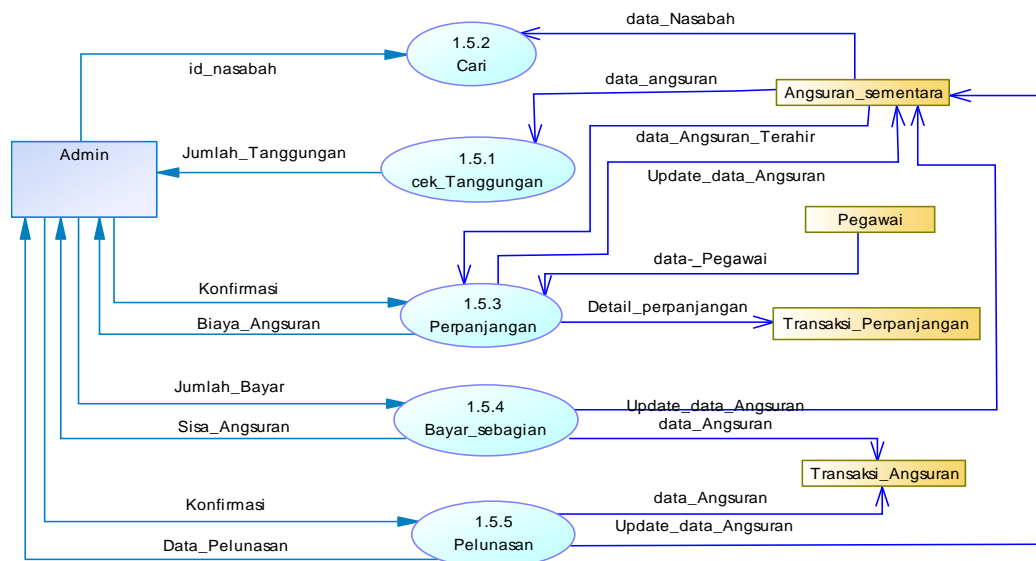 data_Nasabah
1.5.2
Cari
id_nasabah
data_angsuran
Angsuran_sementara
data_Angsuran_Terahir
Admin
Jumlah_Tanggungan
1.5.1
cek_Tanggungan
Update_data_Angsuran
Pegawai
data-_Pegawai
Konfirmasi
1.5.3
Perpanjangan
Detail_perpanjangan
Transaksi_Perpanjangan
Biaya_Angsuran
Jumlah_Bayar
1.5.4
Bayar_sebagian
Update_data_Angsuran
data_Angsuran
Sisa_Angsuran
Transaksi_Angsuran
Konfirmasi
1.5.5
Pelunasan
data_Angsuran
Update_data_Angsuran
Data_Pelunasan